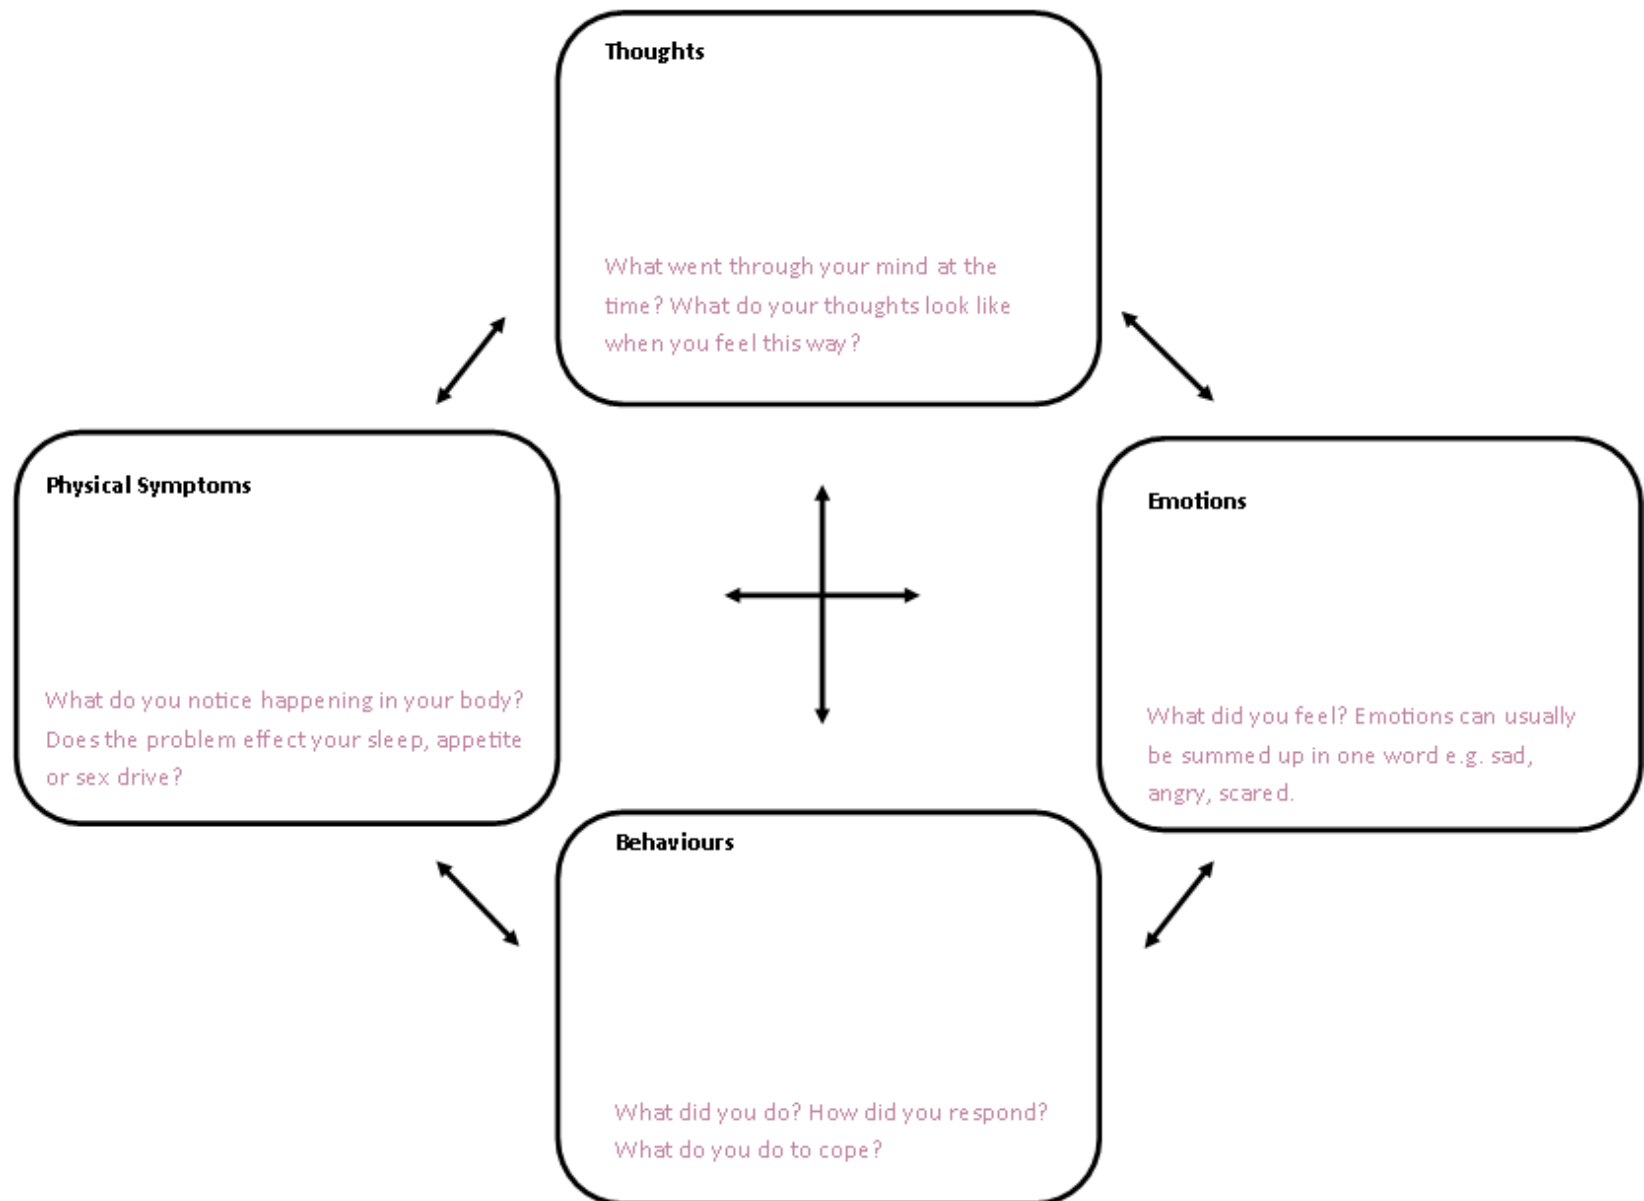 Thoughts
What went through your mind at the
time? What do your thoughts look like
when you feel this way?
Physical Symptoms
What do you notice happening in your body?
Does the problem effect your sleep, appetite
or sex drive?
Emotions
What did you feel? Emotions can usually
be summed up in one word e.g. sad,
angry, scared.
Behaviours
What did you do? How did you respond?
What do you do to cope?